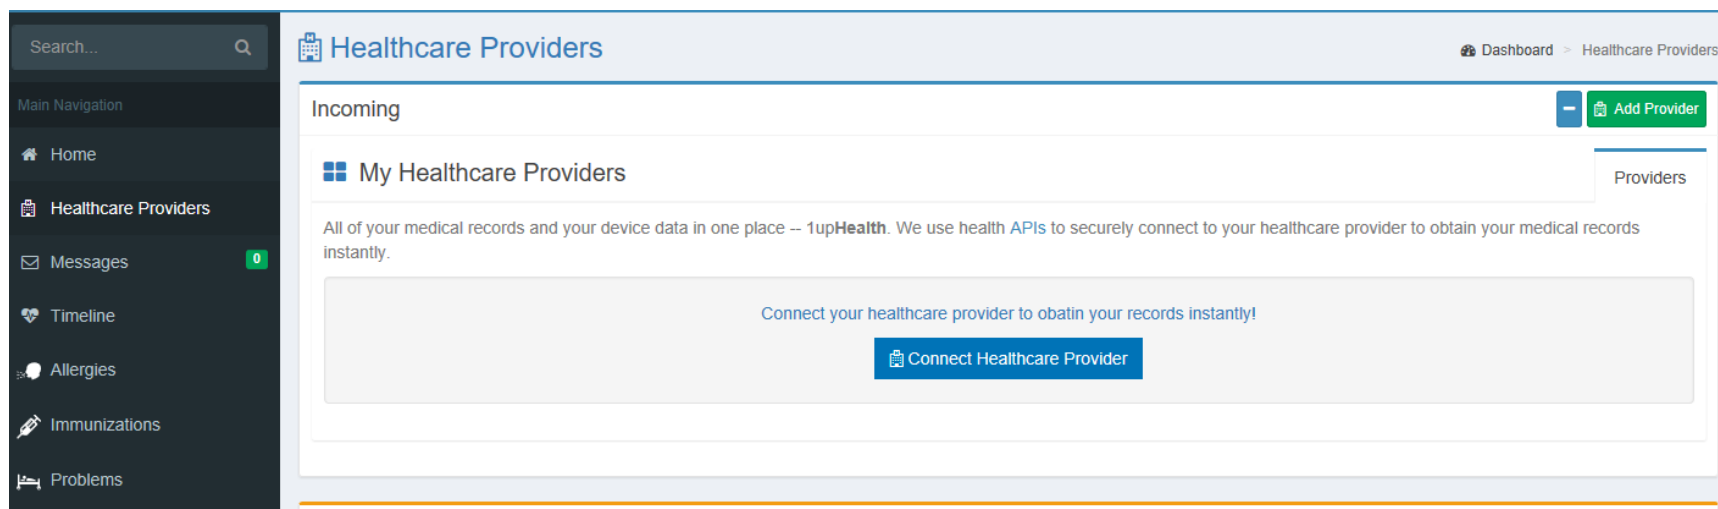 Search...
Main Navigation
Home
Healthcare Providers
Messages 0
Timeline
Allergies
Immunizations
Problems
Healthcare Providers
Dashboard > Healthcare Providers
Incoming
Add Provider
My Healthcare Providers
Providers
All of your medical records and your device data in one place -- 1upHealth. We use health APIs to securely connect to your healthcare provider to obtain your medical records
instantly.
Connect your healthcare provider to obatin your records instantly!
Connect Healthcare Provider